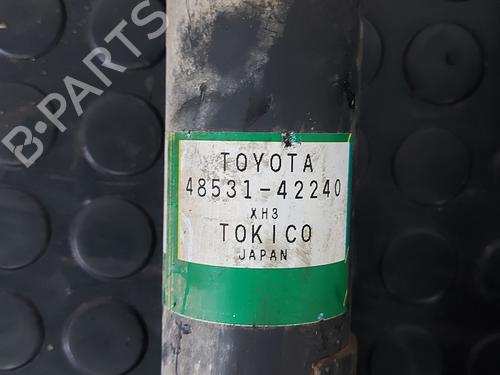 B-PARTS
TOYOTA
48531-42240
XH3
TOKICO
JAPAN